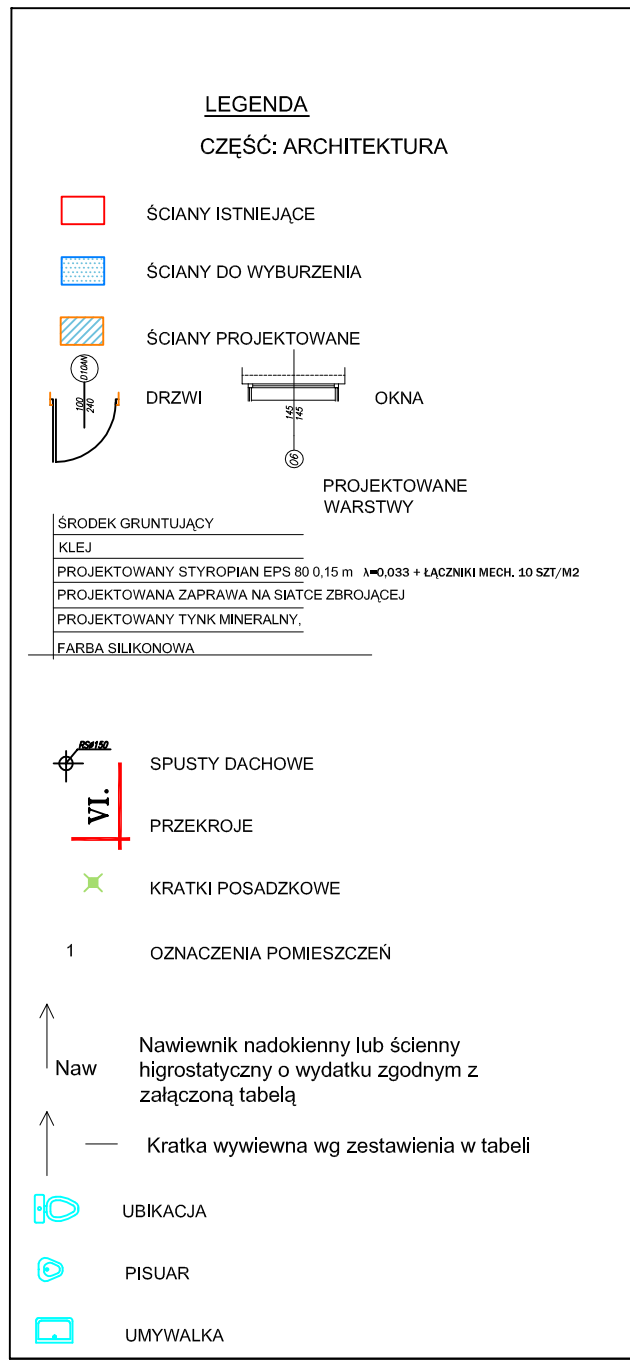 LEGENDA
CZĘŚĆ: ARCHITEKTURA
ŚCIANY ISTNIEJĄCE
ŚCIANY DO WYBURZENIA
ŚCIANY PROJEKTOWANE
D10AN
100
240
DRZWI
145
145
O6
OKNA
PROJEKTOWANE
WARSTWY
ŚRODEK GRUNTUJĄCY
KLEJ
PROJEKTOWANY STYROPIAN EPS 80 0,15 m λ=0,033 + ŁĄCZNIKI MECH. 10 SZT/M2
PROJEKTOWANA ZAPRAWA NA SIATCE ZBROJĄCEJ
PROJEKTOWANY TYNK MINERALNY,
FARBA SILIKONOWA
RSø150
SPUSTY DACHOWE
VI.
PRZEKROJE
KRATKI POSADZKOWE
1 OZNACZENIA POMIESZCZEŃ
Naw
Nawiewnik nadokienny lub ścienny
higrostatyczny o wydatku zgodnym z
załączoną tabelą
Kratka wywiewna wg zestawienia w tabeli
UBIKACJA
PISUAR
UMYWALKA